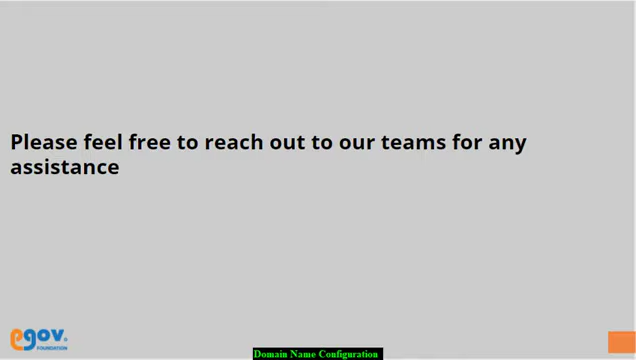 Please feel free to reach out to our teams for any
assistance
egov.
FOUNDATION
Domain Name Configuration